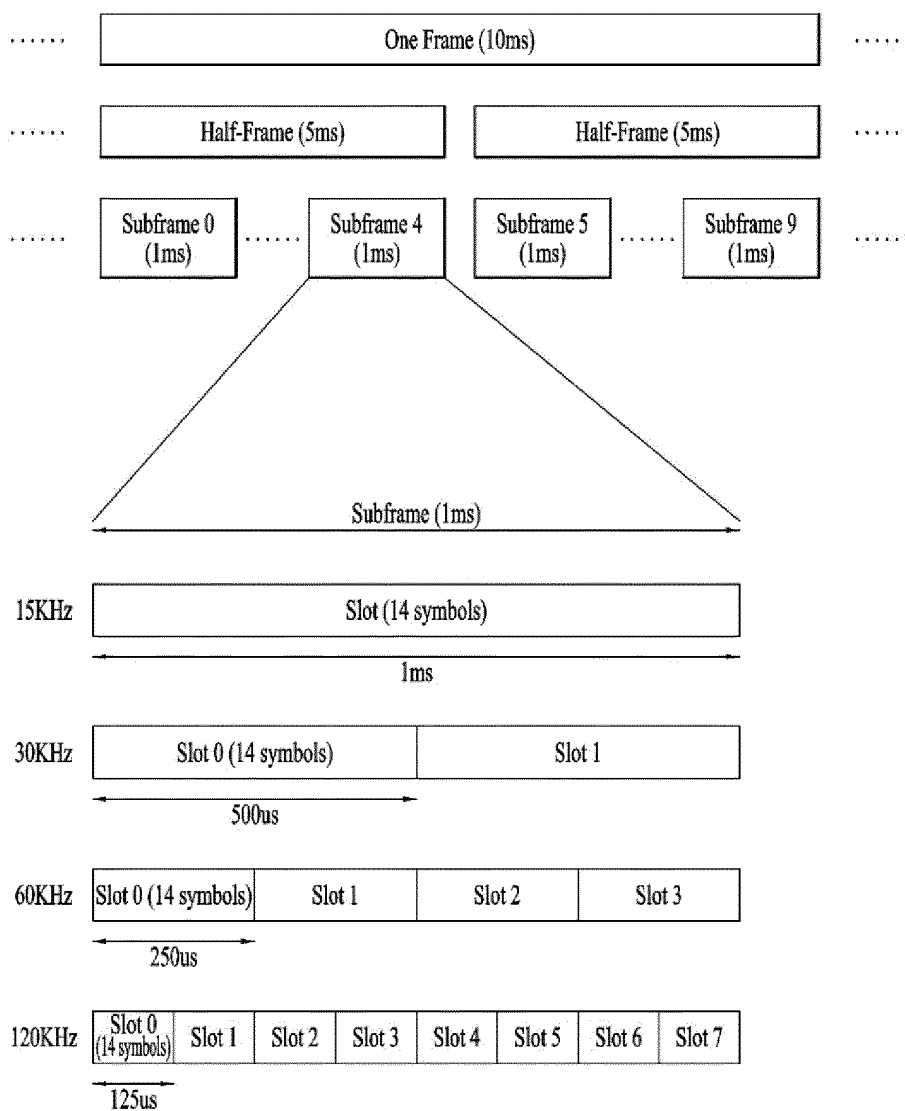 One Frame (10ms)
Half-Frame (5ms)
Half-Frame (5ms)
Subframe 0
(1ms)
Subframe 4
(1ms)
Subframe 5
(1ms)
Subframe 9
(1ms)
Subframe (1ms)
15KHz
Slot (14 symbols)
1ms
30KHz
Slot 0 (14 symbols)
Slot 1
500us
60KHz
Slot 0 (14 symbols)
Slot 1
Slot 2
Slot 3
250us
120KHz
Slot 0
(14 symbols)
Slot 1
Slot 2
Slot 3
Slot 4
Slot 5
Slot 6
Slot 7
125us